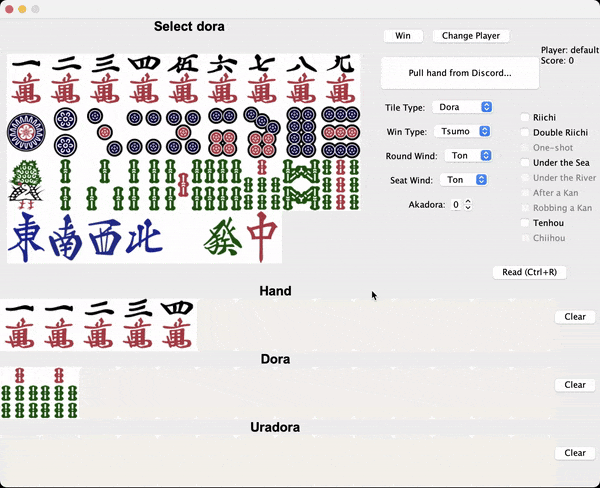 Select dora
一 二 三 四 伍 六 七 八 九
萬 萬 萬 萬 萬 萬 萬 萬 萬
東 南 西 北 發 中
Win
Change Player
Player: default
Score: 0
Pull hand from Discord...
Tile Type: Dora
Win Type: Tsumo
Round Wind: Ton
Seat Wind: Ton
Akadora: 0
Riichi
Double Riichi
One-shot
Under the Sea
Under the River
After a Kan
Robbing a Kan
Tenhou
Chiihou
Read (Ctrl+R)
Hand
一 一 二 三 四
萬 萬 萬 萬 萬
Clear
Dora
Clear
Uradora
Clear